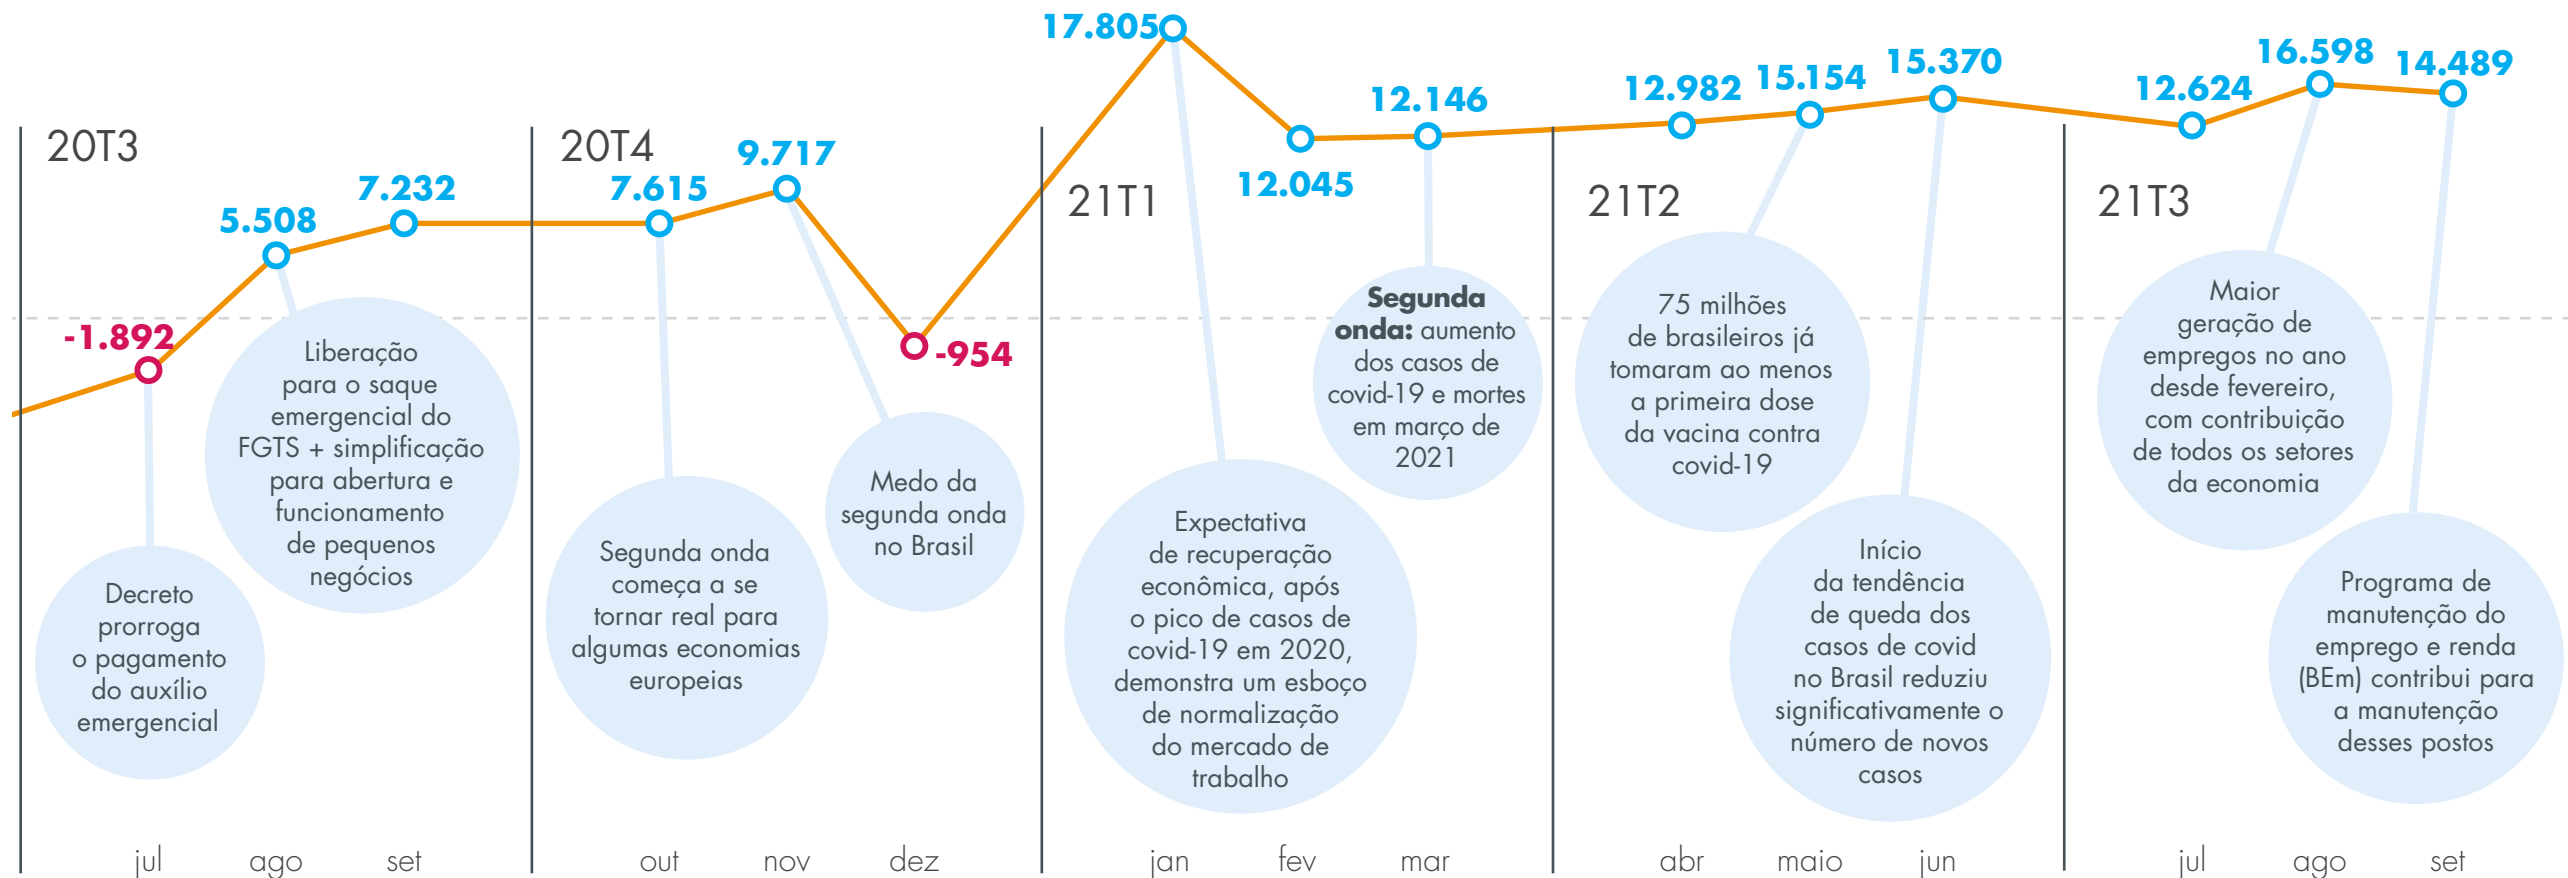 20T3
-1.892
5.508
7.232
Decreto
prorroga
o pagamento
do auxílio
emergencial
Liberação
para o saque
emergencial do
FGTS + simplificação
para abertura e
funcionamento
de pequenos
negócios
jul
ago
set
20T4
7.615
9.717
-954
Segunda onda
começa a se
tornar real para
algumas economias
europeias
Medo da
segunda onda
no Brasil
out
nov
dez
21T1
17.805
12.045
12.146
Expectativa
de recuperação
econômica, após
o pico de casos de
covid-19 em 2020,
demonstra um esboço
de normalização
do mercado de
trabalho
Segunda
onda: aumento
dos casos de
covid-19 e mortes
em março de
2021
jan
fev
mar
21T2
12.982
15.154
15.370
75 milhões
de brasileiros já
tomaram ao menos
a primeira dose
da vacina contra
covid-19
Início
da tendência
de queda dos
casos de covid
no Brasil reduziu
significativamente o
número de novos
casos
abr
maio
jun
21T3
12.624
16.598
14.489
Maior
geração de
empregos no ano
desde fevereiro,
com contribuição
de todos os setores
da economia
Programa de
manutenção do
emprego e renda
(BEm) contribui para
a manutenção
desses postos
jul
ago
set